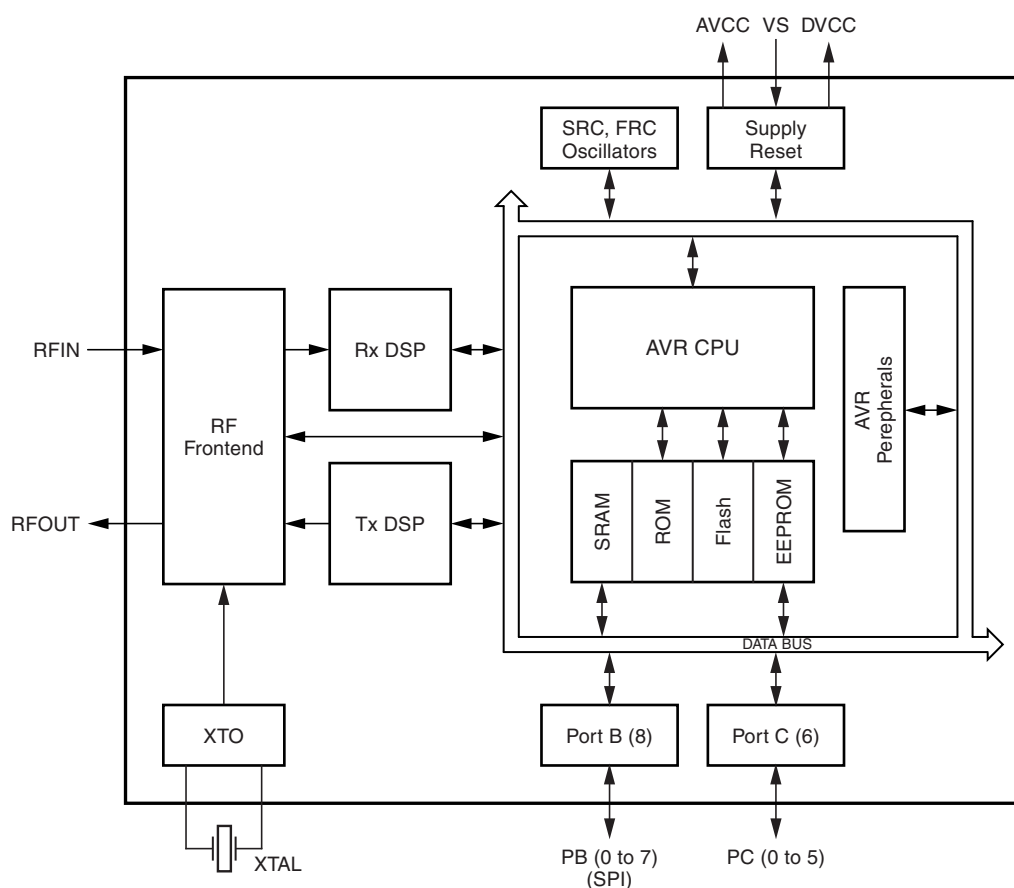 AVCC VS DVCC
SRC, FRC
Oscillators
Supply
Reset
RFIN
RF
Frontend
Rx DSP
AVR CPU
AVR
Perepherals
RFOUT
Tx DSP
SRAM
ROM
Flash
EEPROM
DATA BUS
XTO
Port B (8)
Port C (6)
XTAL
PB (0 to 7)
(SPI)
PC (0 to 5)